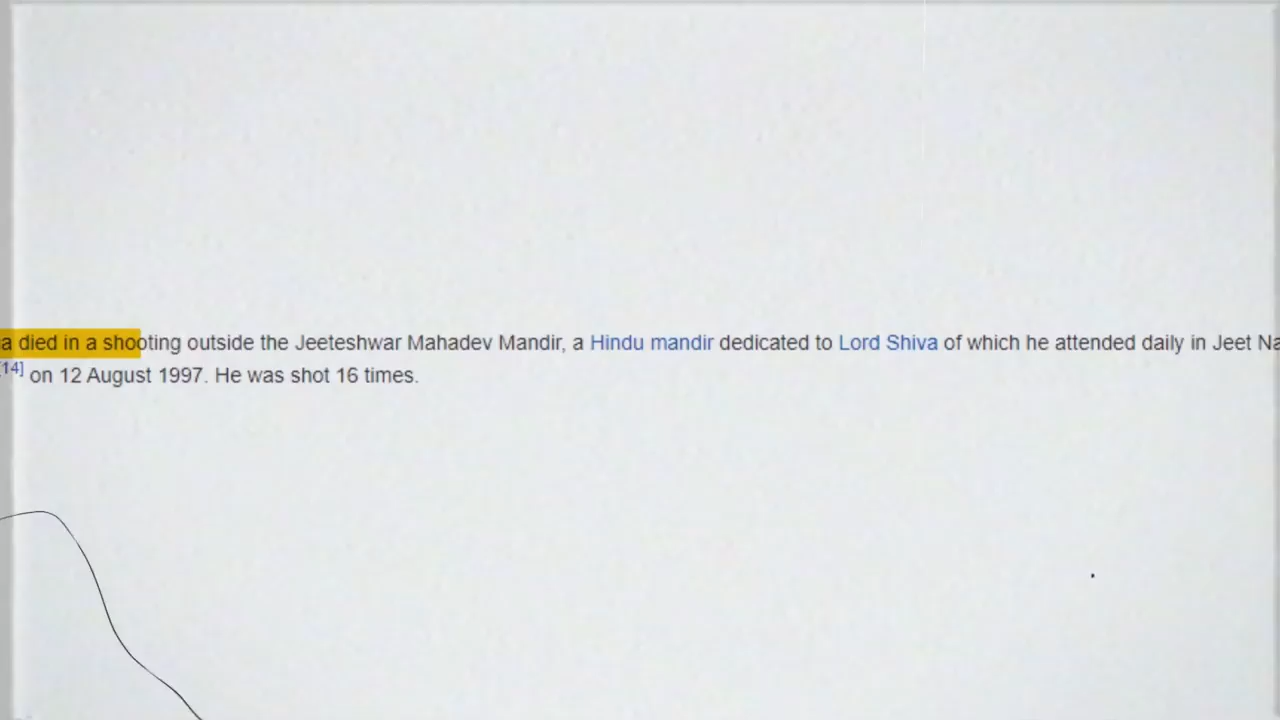 a died in a shooting outside the Jeeteshwar Mahadev Mandir, a Hindu mandir dedicated to Lord Shiva of which he attended daily in Jeet Na
[14] on 12 August 1997. He was shot 16 times.